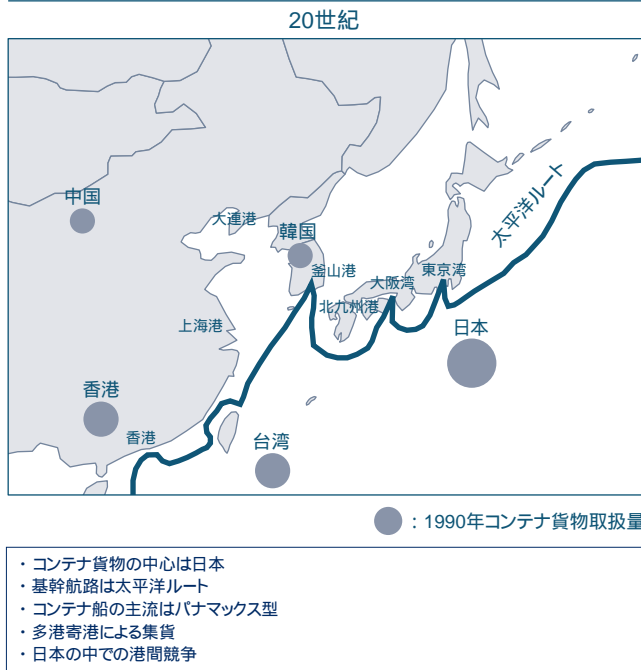 20世紀
中国
大連港
韓国
釜山港
大阪湾
東京湾
太平洋ルート
北九州港
上海港
日本
香港
香港
台湾
：1990年コンテナ貨物取扱量
・コンテナ貨物の中心は日本
・基幹航路は太平洋ルート
・コンテナ船の主流はパナマックス型
・多港寄港による集貨
・日本の中での港間競争